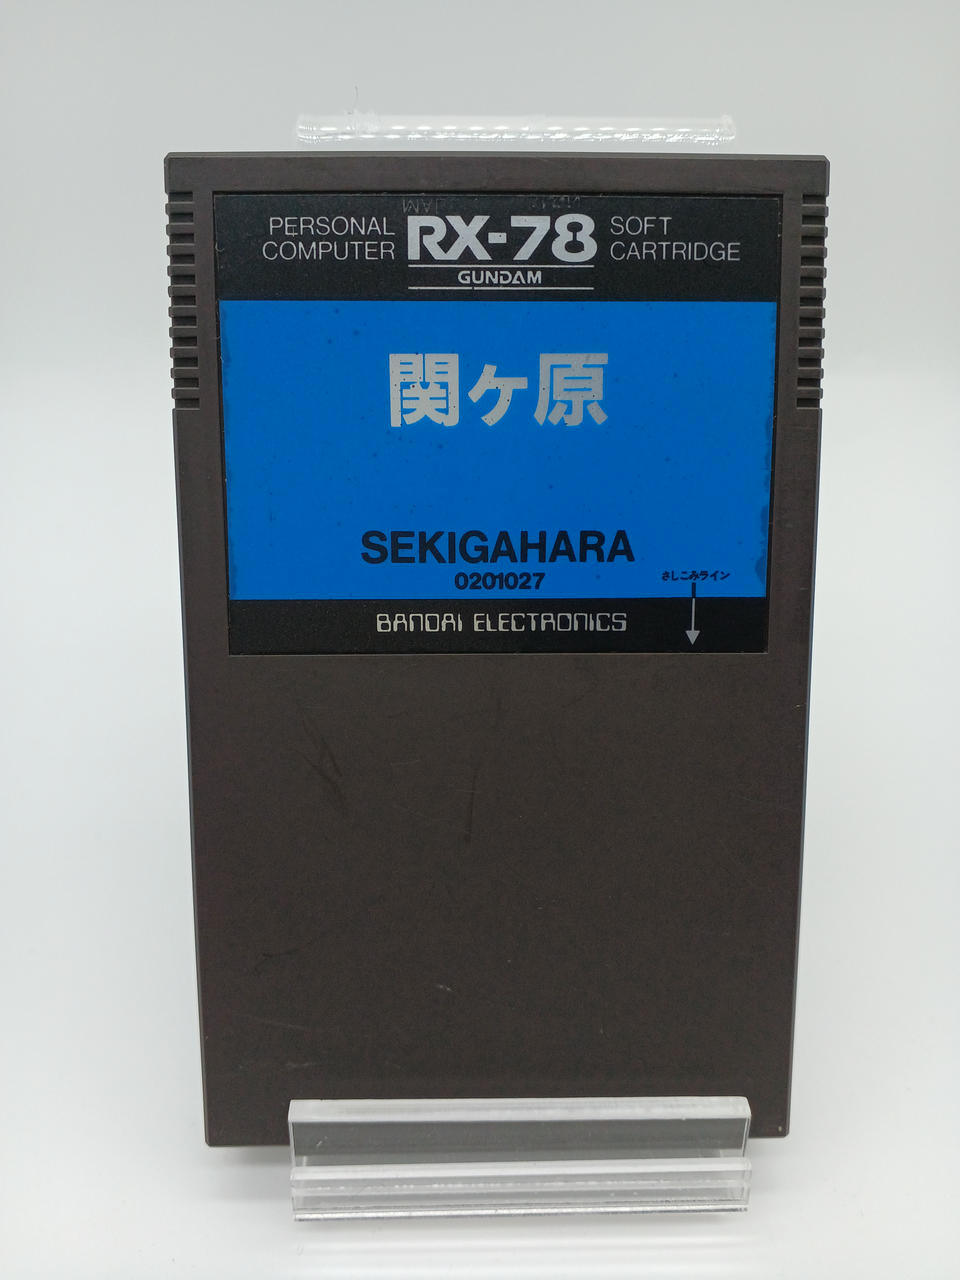 PERSONAL COMPUTER
RX-78
GUNDAM
SOFT CARTRIDGE
関ヶ原
SEKIGAHARA
0201027
さしこみライン
BANDAI ELECTRONICS